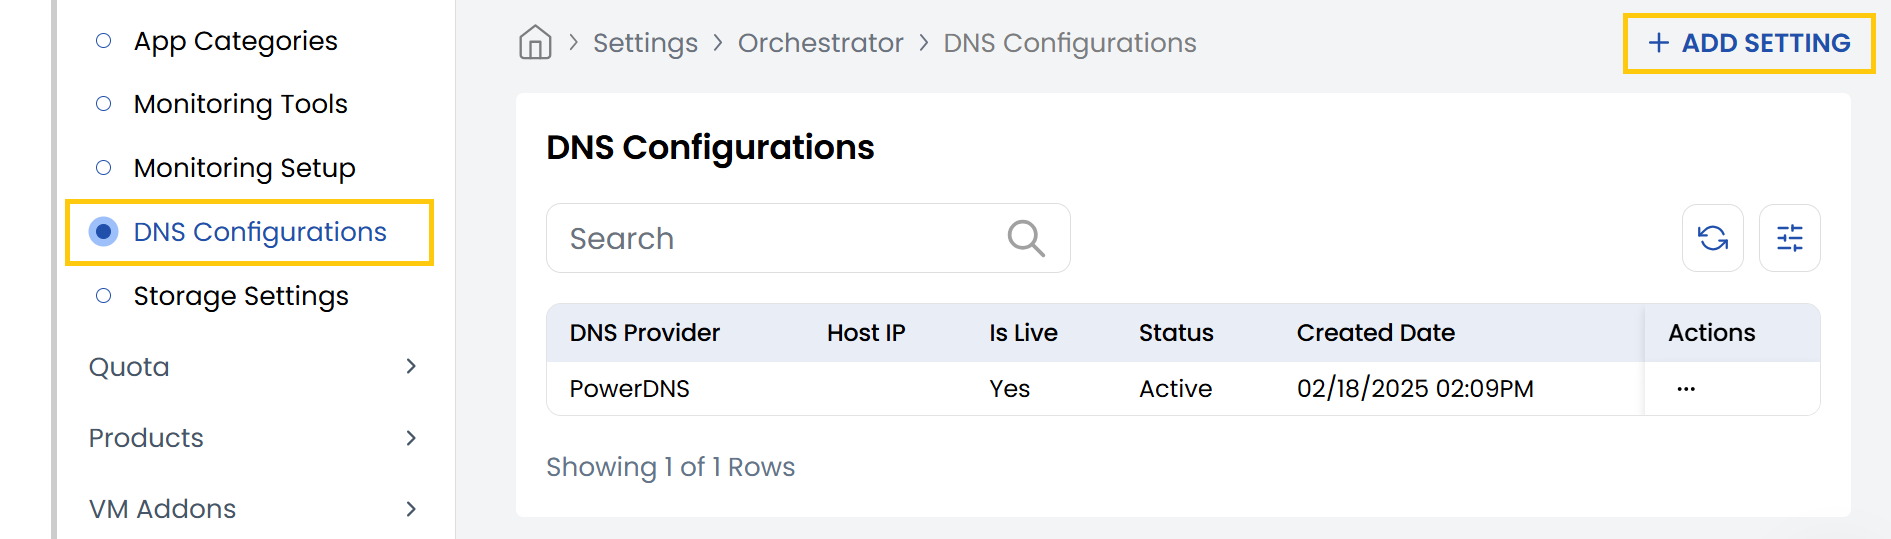 App Categories
Monitoring Tools
Monitoring Setup
DNS Configurations
Storage Settings
Quota
Products
VM Addons
Settings > Orchestrator > DNS Configurations
+ ADD SETTING
DNS Configurations
Search
DNS Provider Host IP Is Live Status Created Date Actions
PowerDNS Yes Active 02/18/2025 02:09PM ...
Showing 1 of 1 Rows